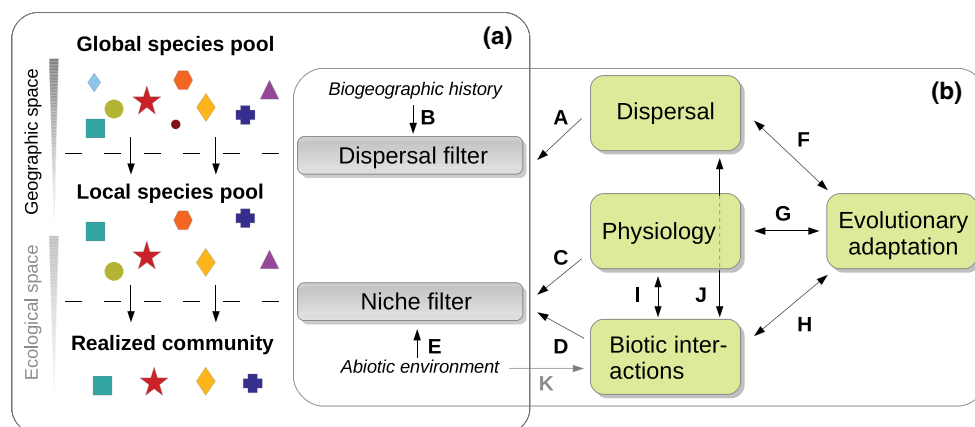 (a)
Global species pool
Geographic space
Local species pool
Ecological space
Realized community
(b)
Biogeographic history
B
Dispersal filter
A
Dispersal
F
Physiology
G
Evolutionary
adaptation
C
I
J
Niche filter
E
D
H
Abiotic environment
K
Biotic inter-
actions